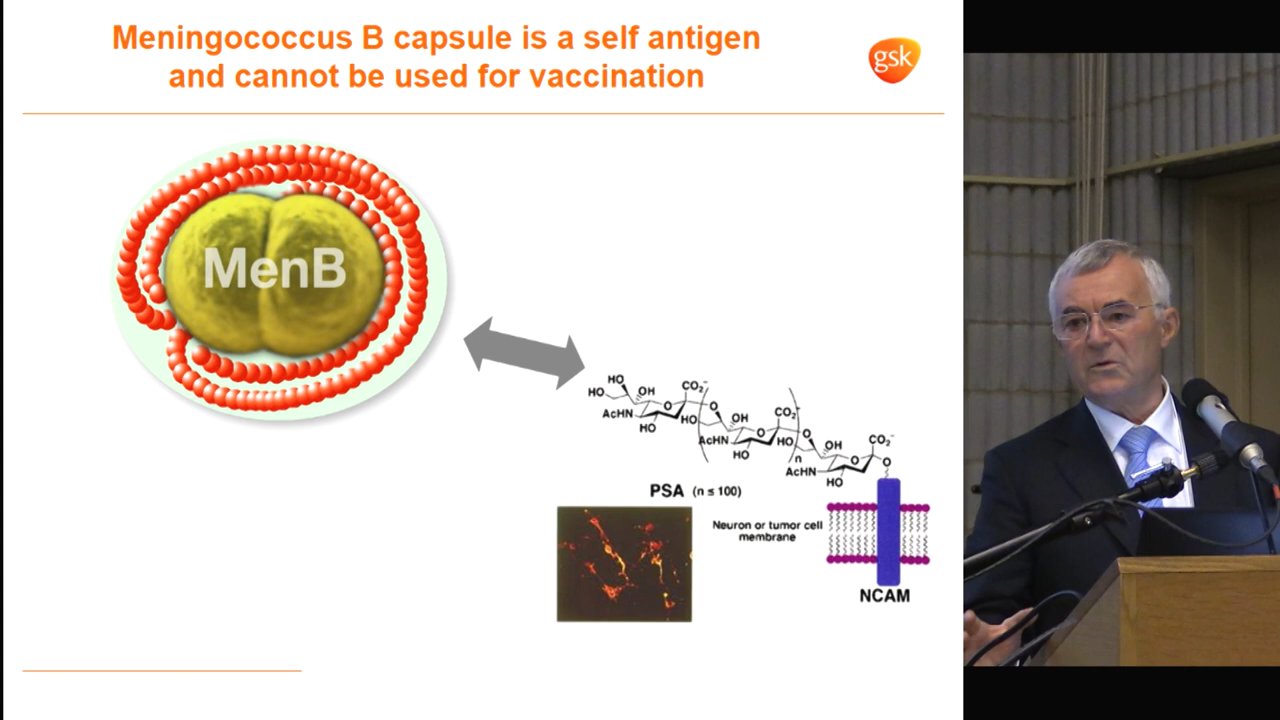 Meningococcus B capsule is a self antigen
and cannot be used for vaccination
gsk
MenB
HO
HO
OH
AcHN
HO
O
CO2-
O
HO
OH
AcHN
HO
O
CO2-
HO
n
O
OH
AcHN
HO
O
CO2-
O
PSA (n ≤ 100)
Neuron or tumor cell
membrane
NCAM